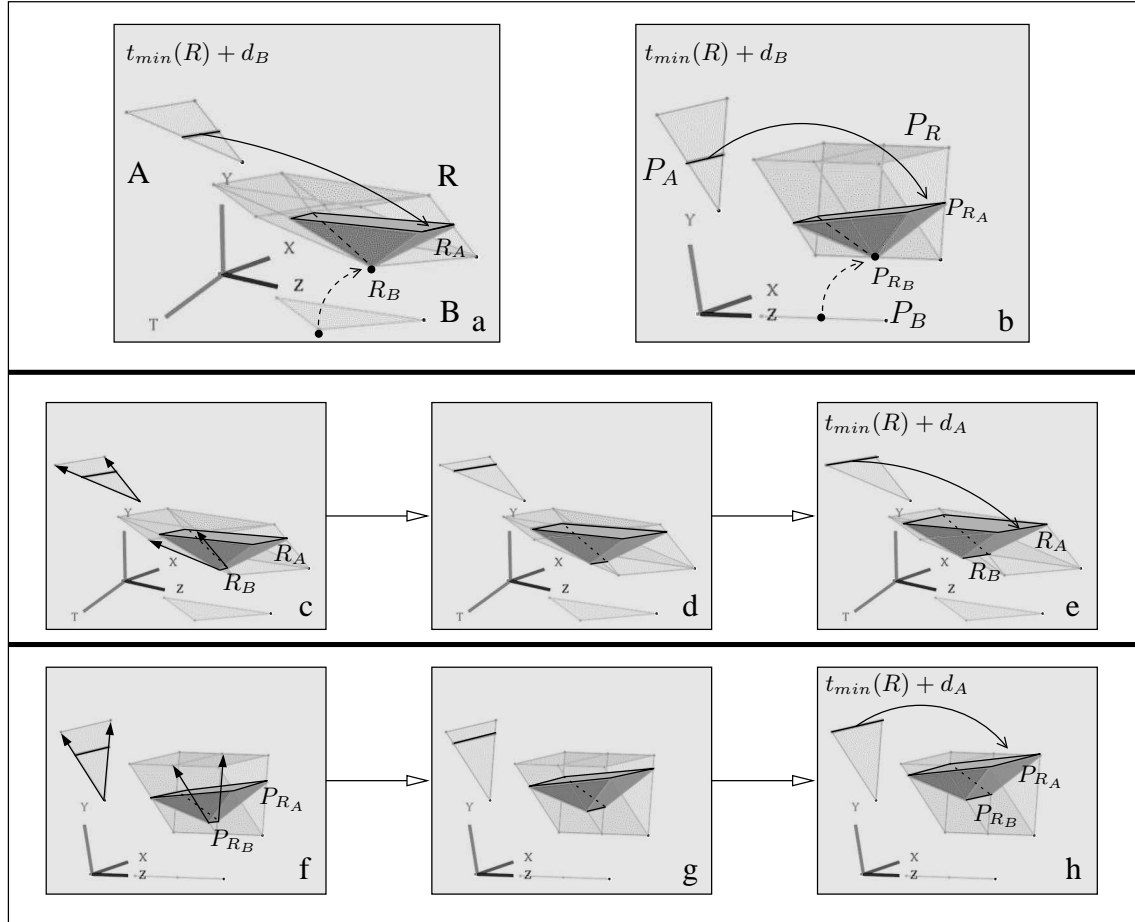 $t_{min}(R) + d_B$
A
Y
R
$R_A$
X
Z
$R_B$
T
B
a
$t_{min}(R) + d_B$
$P_R$
$P_A$
$P_{R_A}$
Y
$P_{R_B}$
X
Z
$P_B$
b
Y
$R_A$
X
$R_B$
Z
T
c
Y
X
Z
T
d
$t_{min}(R) + d_A$
Y
$R_A$
X
$R_B$
Z
T
e
Y
$P_{R_A}$
$P_{R_B}$
X
Z
f
Y
X
Z
g
$t_{min}(R) + d_A$
$P_{R_A}$
Y
$P_{R_B}$
X
Z
h